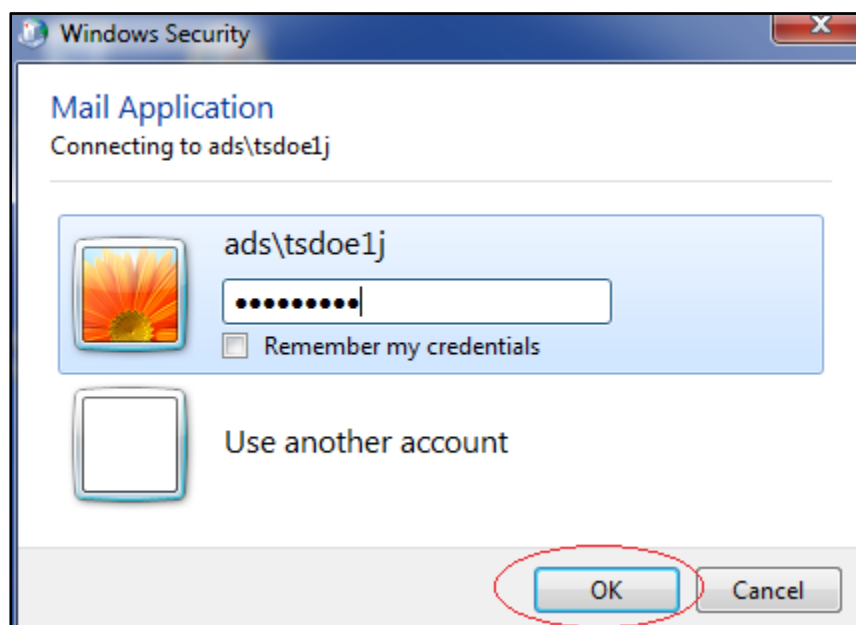 Windows Security
Mail Application
Connecting to ads\tsdoe1j
ads\tsdoe1j
•••••••••
Remember my credentials
Use another account
OK
Cancel